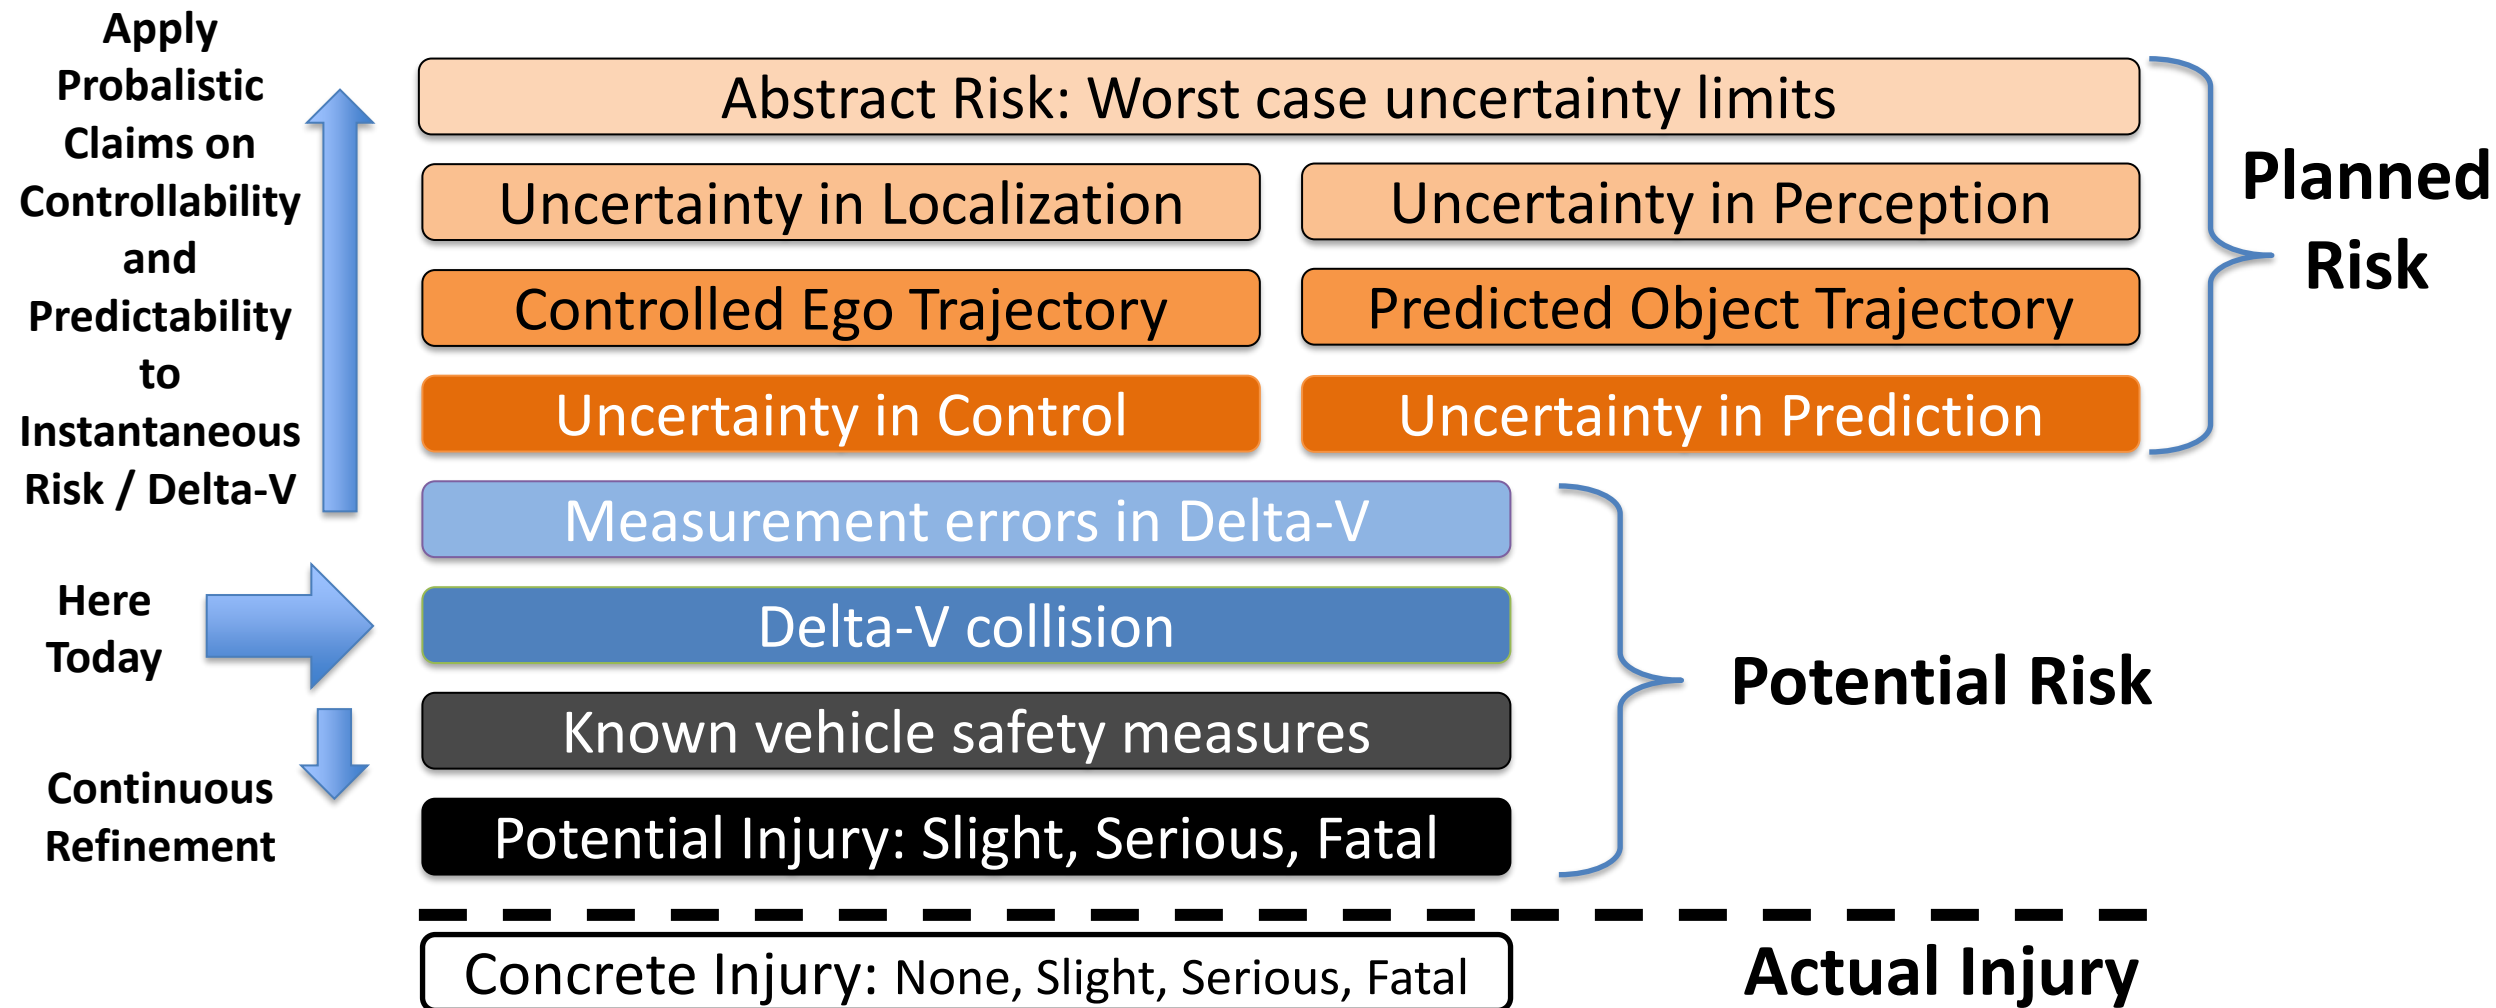 Apply
Probalistic
Claims on
Controllability
and
Predictability
to
Instantaneous
Risk / Delta-V
Here
Today
Continuous
Refinement
Abstract Risk: Worst case uncertainty limits
Uncertainty in Localization
Uncertainty in Perception
Controlled Ego Trajectory
Predicted Object Trajectory
Uncertainty in Control
Uncertainty in Prediction
Planned
Risk
Measurement errors in Delta-V
Delta-V collision
Known vehicle safety measures
Potential Injury: Slight, Serious, Fatal
Potential Risk
Concrete Injury: None, Slight, Serious, Fatal
Actual Injury